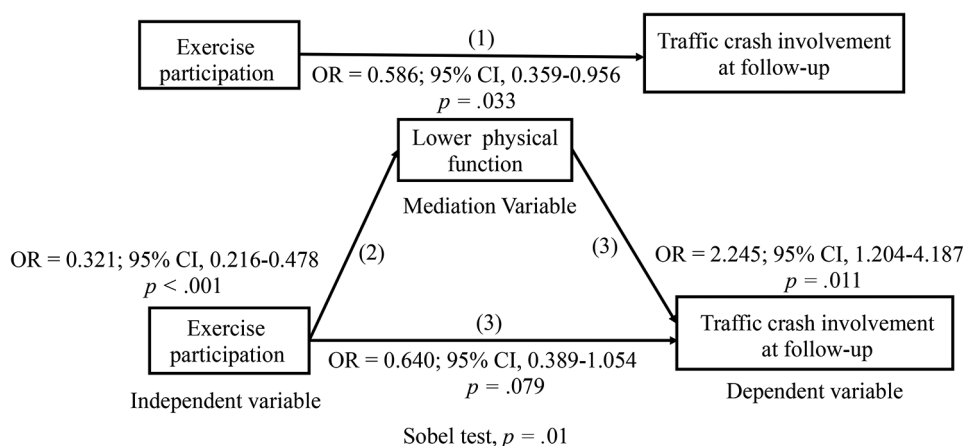 Exercise
participation
(1)
Traffic crash involvement
at follow-up
OR = 0.586; 95% CI, 0.359-0.956
p = .033
Lower physical
function
Mediation Variable
(2)
(3)
OR = 0.321; 95% CI, 0.216-0.478
p < .001
OR = 2.245; 95% CI, 1.204-4.187
p = .011
Exercise
participation
(3)
Traffic crash involvement
at follow-up
OR = 0.640; 95% CI, 0.389-1.054
p = .079
Independent variable
Dependent variable
Sobel test, p = .01